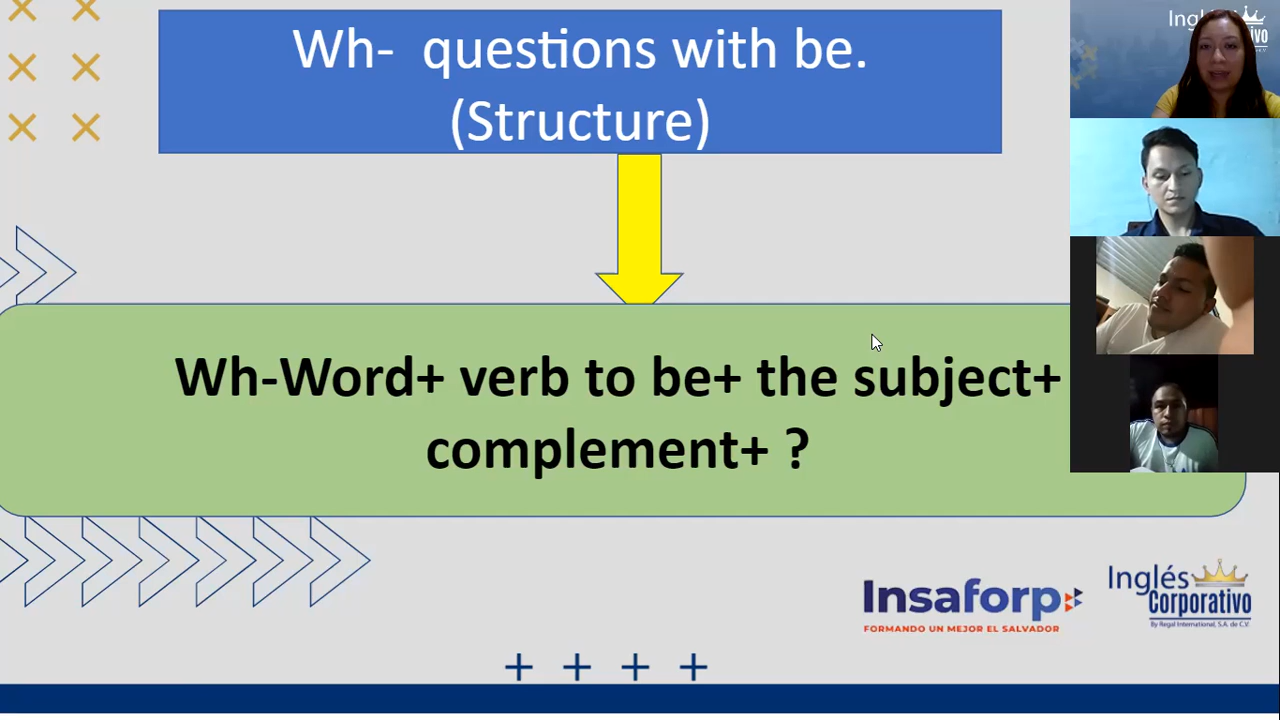 Wh- questions with be.
(Structure)
Wh-Word+ verb to be+ the subject+
complement+ ?
Insaforp
FORMANDO UN MEJOR EL SALVADOR
Inglés
Corporativo
By Regal International, S.A. de C.V.